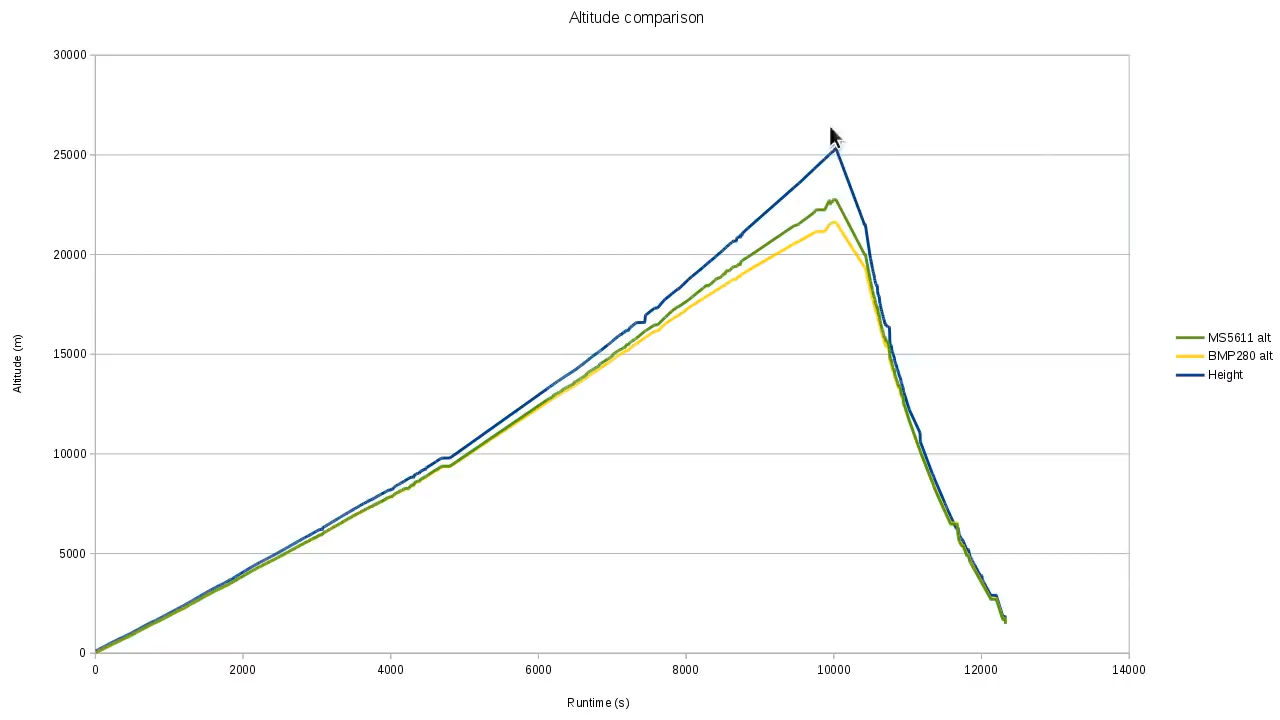 Altitude comparison
30000
25000
20000
15000
10000
5000
0
Altitude (m)
0 2000 4000 6000 8000 10000 12000 14000
Runtime (s)
MS5611 alt
BMP280 alt
Height